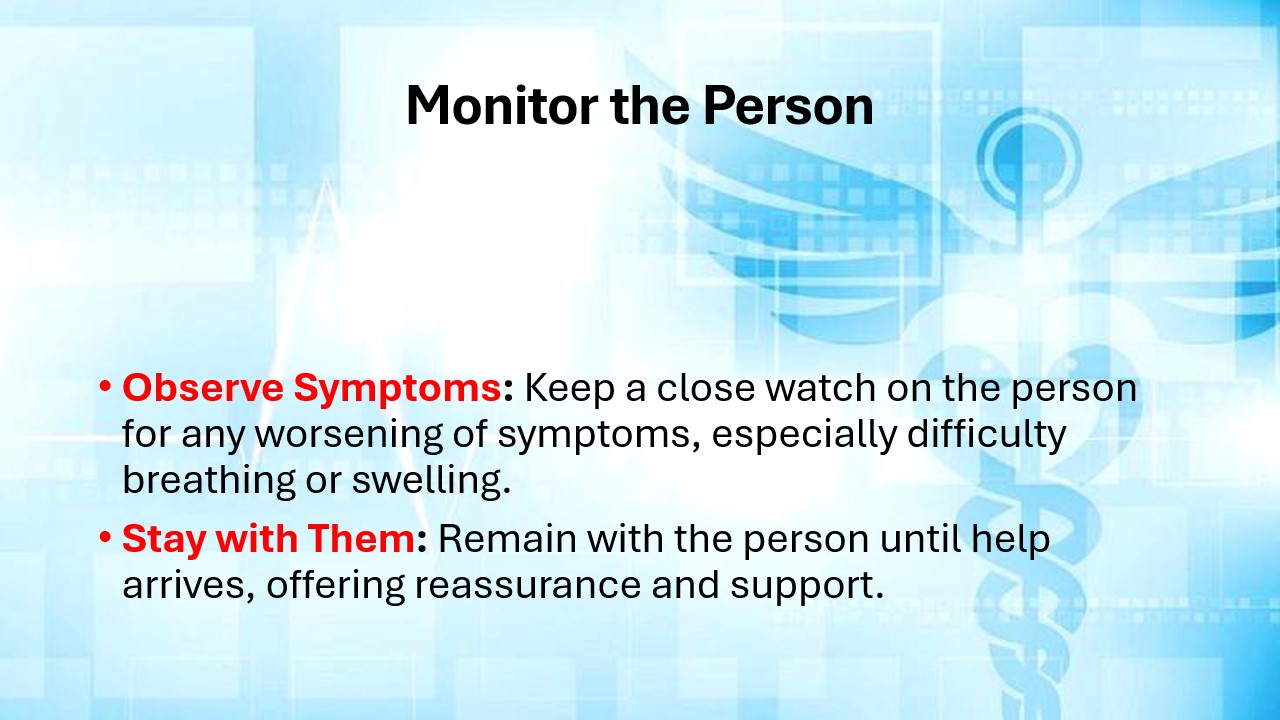 Monitor the Person
• Observe Symptoms: Keep a close watch on the person
for any worsening of symptoms, especially difficulty
breathing or swelling.
• Stay with Them: Remain with the person until help
arrives, offering reassurance and support.